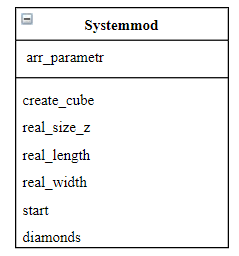 Systemmod
arr_parametr
create_cube
real_size_z
real_length
real_width
start
diamonds